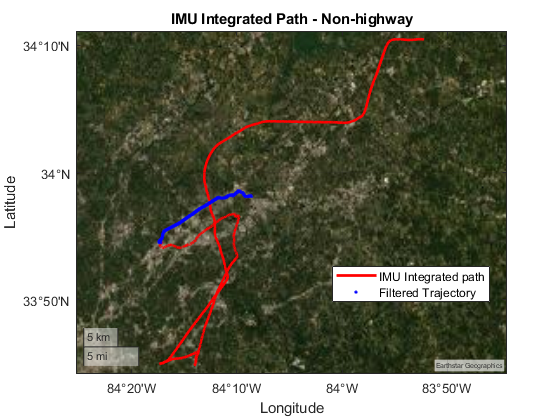 IMU Integrated Path - Non-highway
34°10'N
34°N
33°50'N
Latitude
IMU Integrated path
Filtered Trajectory
5 km
5 mi
Earthstar Geographics
84°20'W 84°10'W 84°W 83°50'W
Longitude